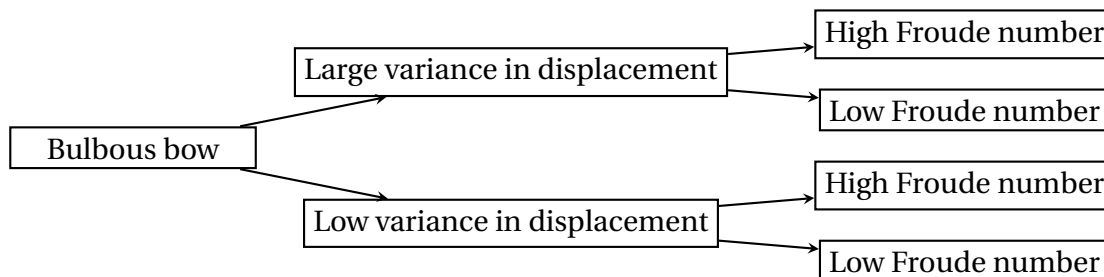 High Froude number
Large variance in displacement
Low Froude number
Bulbous bow
High Froude number
Low variance in displacement
Low Froude number